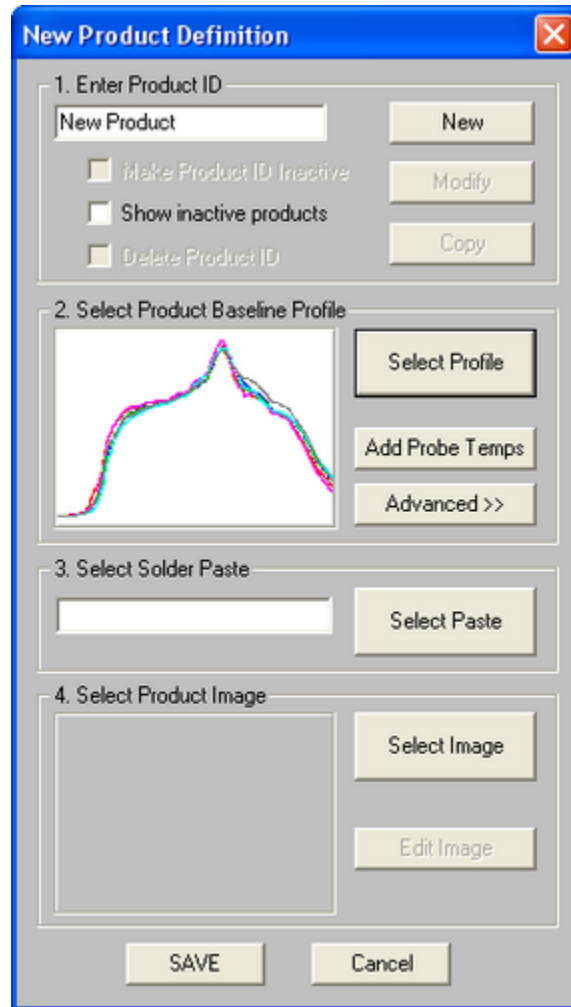 New Product Definition
1. Enter Product ID
New Product
New
Make Product ID Inactive
Modify
Show inactive products
Copy
Delete Product ID
2. Select Product Baseline Profile
Select Profile
Add Probe Temps
Advanced >>
3. Select Solder Paste
Select Paste
4. Select Product Image
Select Image
Edit Image
SAVE
Cancel